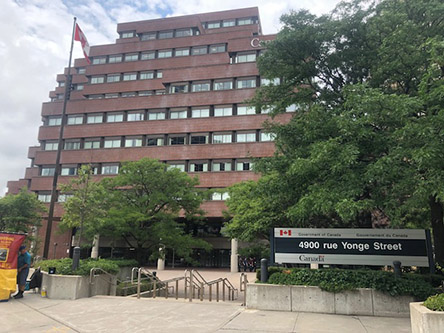 Government of Canada Gouvernement du Canada
4900 rue Yonge Street
Canada